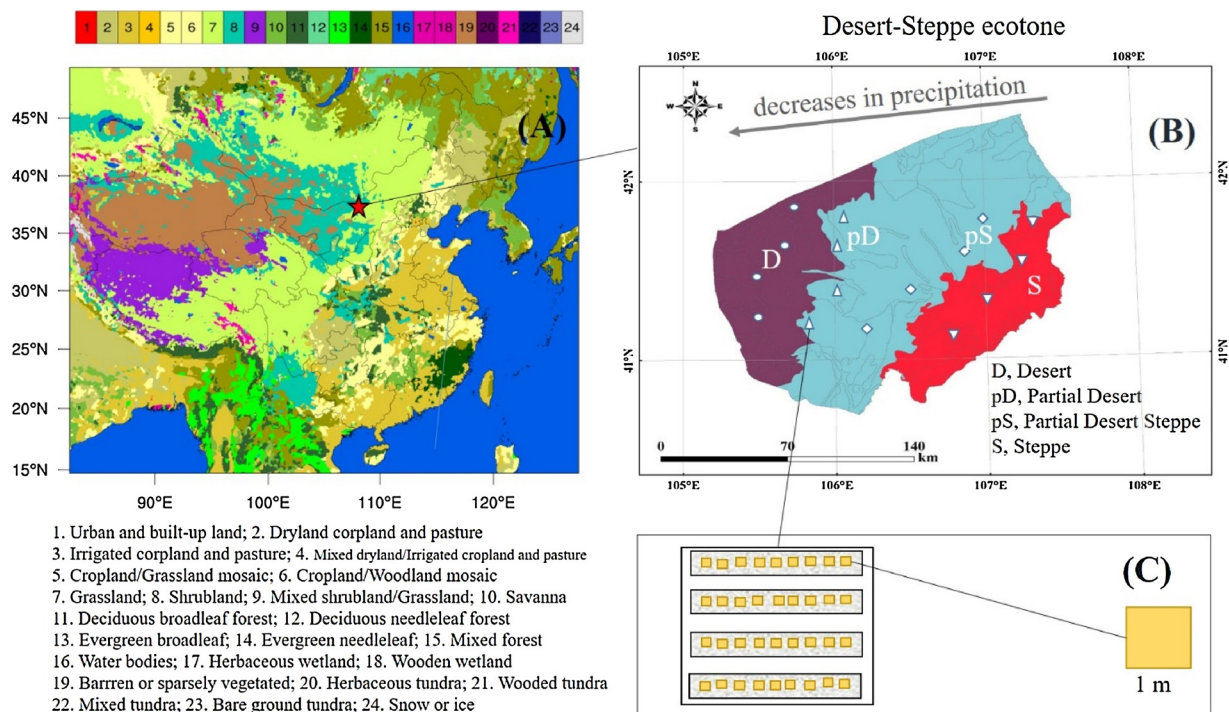 1 2 3 4 5 6 7 8 9 10 11 12 13 14 15 16 17 18 19 20 21 22 23 24
(A)
45°N
40°N
35°N
30°N
25°N
20°N
15°N
90°E 100°E 110°E 120°E
1. Urban and built-up land; 2. Dryland corpland and pasture
3. Irrigated corpland and pasture; 4. Mixed dryland/Irrigated cropland and pasture
5. Cropland/Grassland mosaic; 6. Cropland/Woodland mosaic
7. Grassland; 8. Shrubland; 9. Mixed shrubland/Grassland; 10. Savanna
11. Deciduous broadleaf forest; 12. Deciduous needleleaf forest
13. Evergreen broadleaf; 14. Evergreen needleleaf; 15. Mixed forest
16. Water bodies; 17. Herbaceous wetland; 18. Wooden wetland
19. Barrren or sparsely vegetated; 20. Herbaceous tundra; 21. Wooded tundra
22. Mixed tundra; 23. Bare ground tundra; 24. Snow or ice
Desert-Steppe ecotone
105°E 106°E 107°E 108°E
N
W E
S
decreases in precipitation
(B)
42°N 42°N
D pD pS S
41°N 41°N
D, Desert
pD, Partial Desert
pS, Partial Desert Steppe
S, Steppe
0 70 140
km
105°E 106°E 107°E 108°E
(C)
1 m